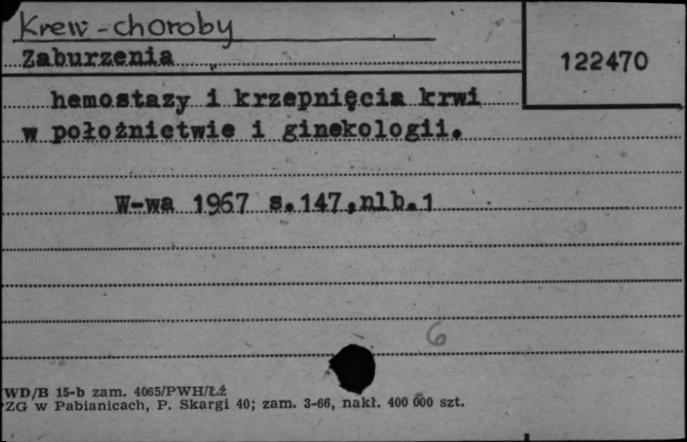 Krew - choroby
Zaburzenia
122470
hemostazy i krzepnięcia krwi
w położnictwie i ginekologii.
W-wa 1967 s.147,nlb.1
6
WD/B 15-b zam. 4065/PWH/Łź
ZG w Pabianicach, P. Skargi 40; zam. 3-66, nakł. 400 000 szt.